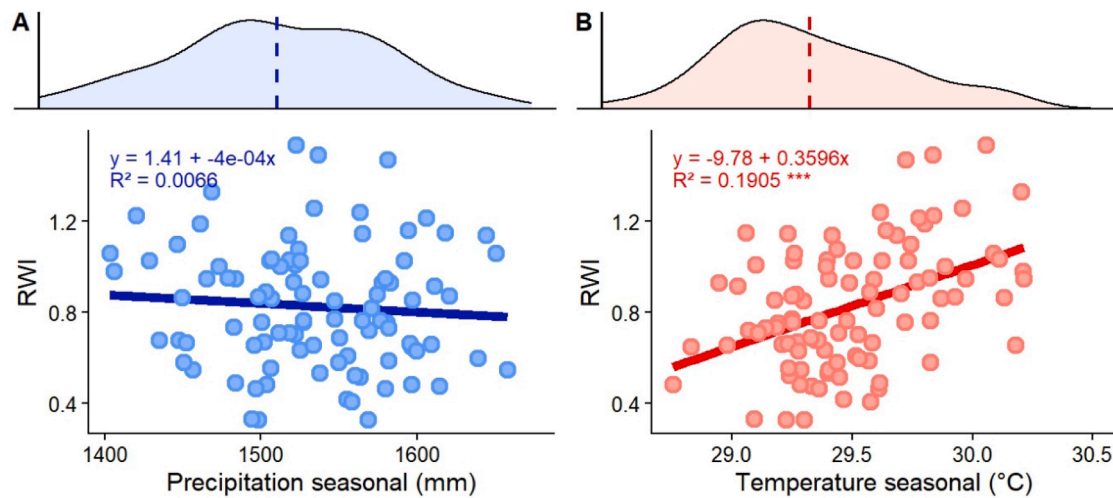 A
B
y = 1.41 + -4e-04x
R² = 0.0066
y = -9.78 + 0.3596x
R² = 0.1905 ***
RWI
1.2
0.8
0.4
RWI
1.2
0.8
0.4
1400 1500 1600
29.0 29.5 30.0 30.5
Precipitation seasonal (mm)
Temperature seasonal (°C)